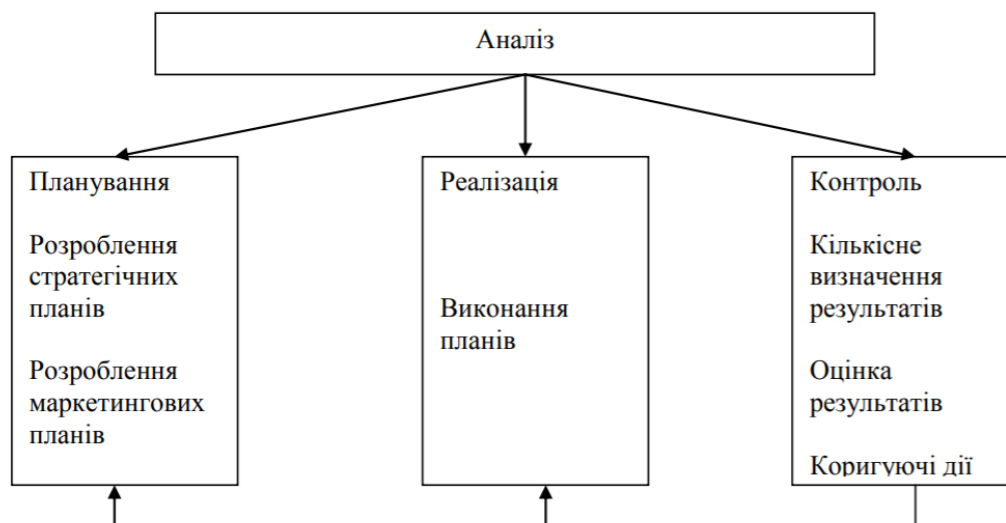 Аналіз
Планування
Розроблення
стратегічних
планів
Розроблення
маркетингових
планів
Реалізація
Виконання
планів
Контроль
Кількісне
визначення
результатів
Оцінка
результатів
Коригуючі дії